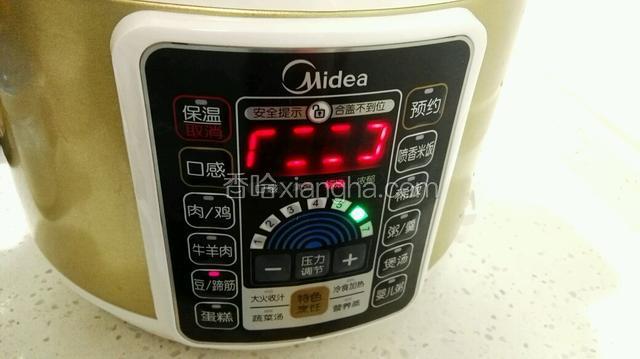 Midea
安全提示 合盖不到位
保温
取消
预约
口感
喷香米饭
香哈xiangha.com
稀饭
肉/鸡
1 2 3 4 5 7
粥/羹
牛羊肉
压力
调节
煲汤
豆/蹄筋
大火收汁
特色
烹饪
冷食加热
婴儿粥
蛋糕
蔬菜汤
营养蒸